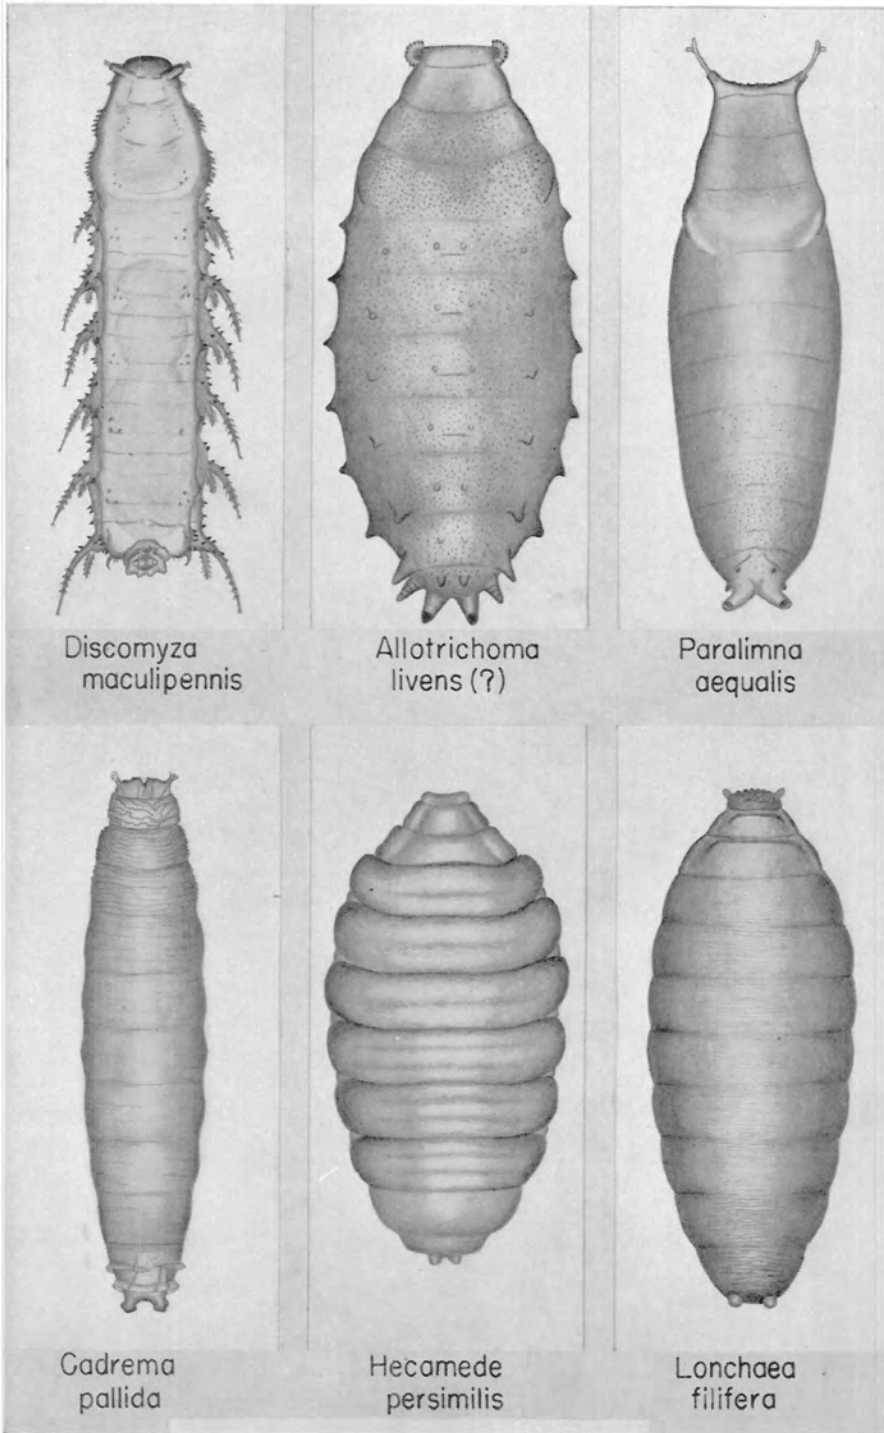 Discomyza
maculipennis
Allotrichoma
livens (?)
Paralimna
aequalis
Cadrema
pallida
Hecamede
persimilis
Lonchaea
filifera